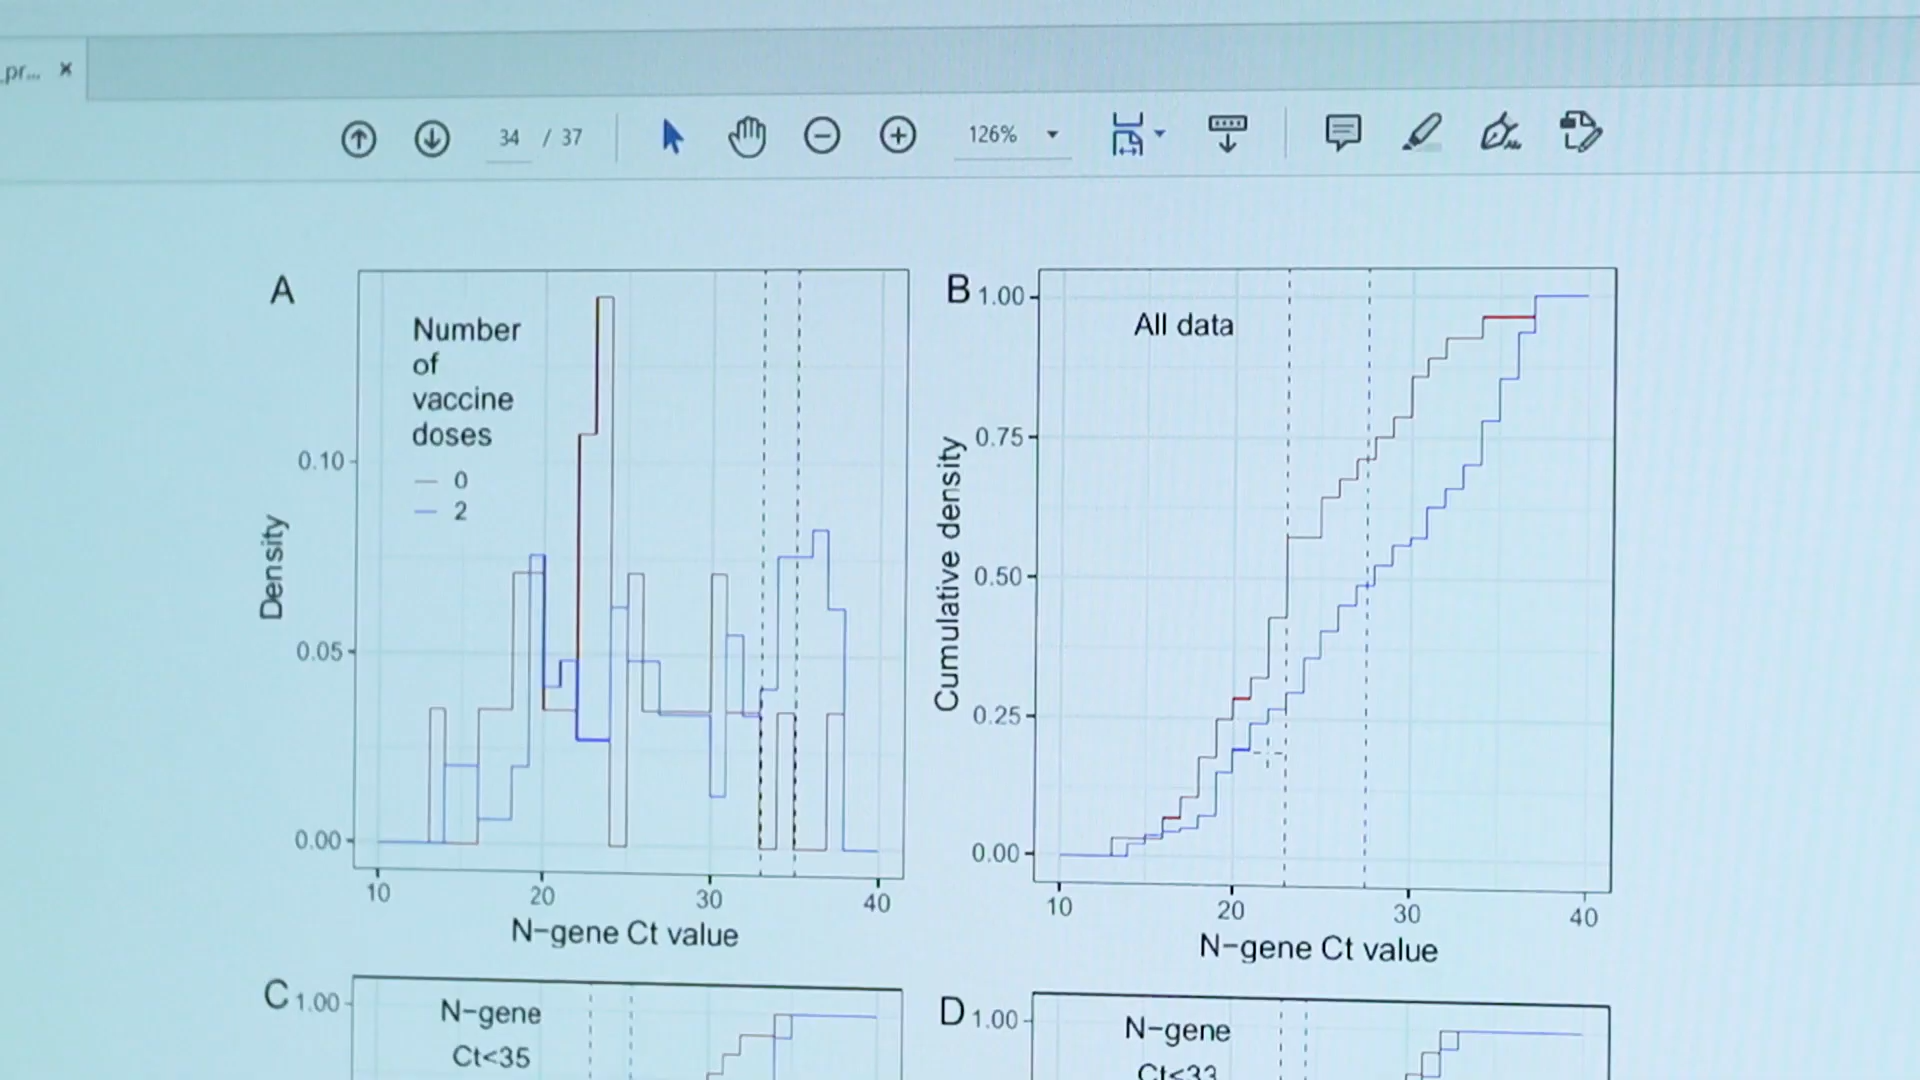 .pr...
34 / 37
126%
A
Number
of
vaccine
doses
0
2
0.10
0.05
0.00
Density
10 20 30 40
N-gene Ct value
B
All data
1.00
0.75
0.50
0.25
0.00
Cumulative density
10 20 30 40
N-gene Ct value
C
1.00
N-gene
Ct<35
D
1.00
N-gene
Ct<33